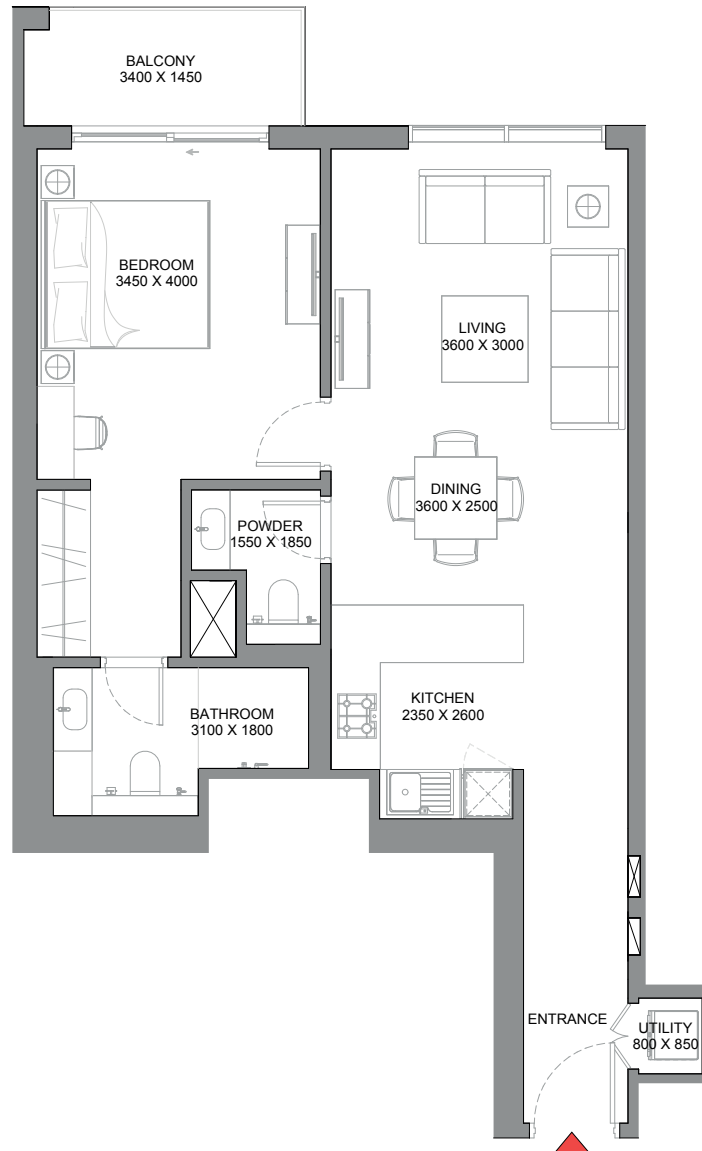 BALCONY
3400 X 1450
BEDROOM
3450 X 4000
LIVING
3600 X 3000
DINING
3600 X 2500
POWDER
1550 X 1850
KITCHEN
2350 X 2600
BATHROOM
3100 X 1800
ENTRANCE
UTILITY
800 X 850